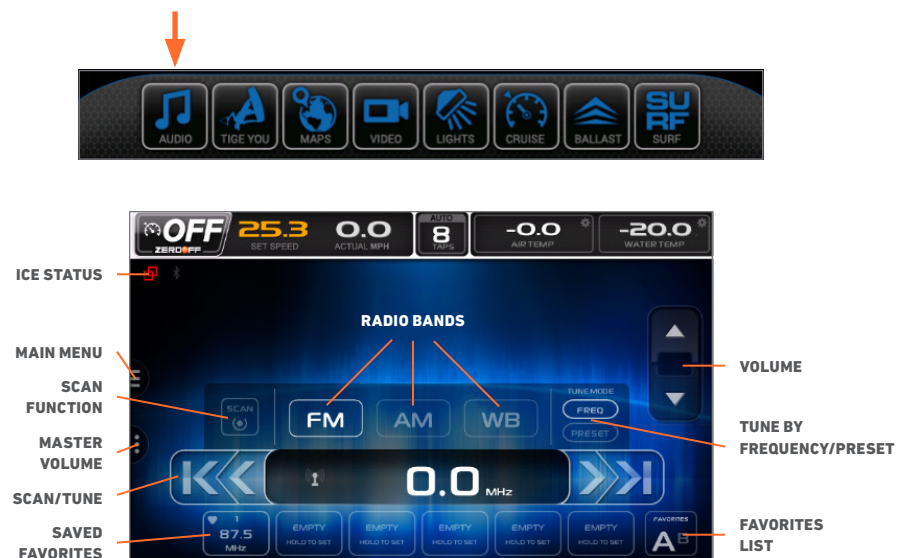 AUDIO
TIGE YOU
MAPS
VIDEO
LIGHTS
CRUISE
BALLAST
SU
RF
SURF
OFF
ZEROOFF
25.3
SET SPEED
0.0
ACTUAL MPH
AUTO
8
TAPS
-0.0
AIR TEMP
-20.0
WATER TEMP
ICE STATUS
RADIO BANDS
MAIN MENU
VOLUME
SCAN
FUNCTION
SCAN
FM
AM
WB
TUNE MODE
FREQ
PRESET
TUNE BY
FREQUENCY/PRESET
MASTER
VOLUME
SCAN/TUNE
0.0 MHz
SAVED
FAVORITES
1
87.5
MHz
EMPTY
HOLD TO SET
EMPTY
HOLD TO SET
EMPTY
HOLD TO SET
EMPTY
HOLD TO SET
EMPTY
HOLD TO SET
FAVORITES
AB
FAVORITES
LIST